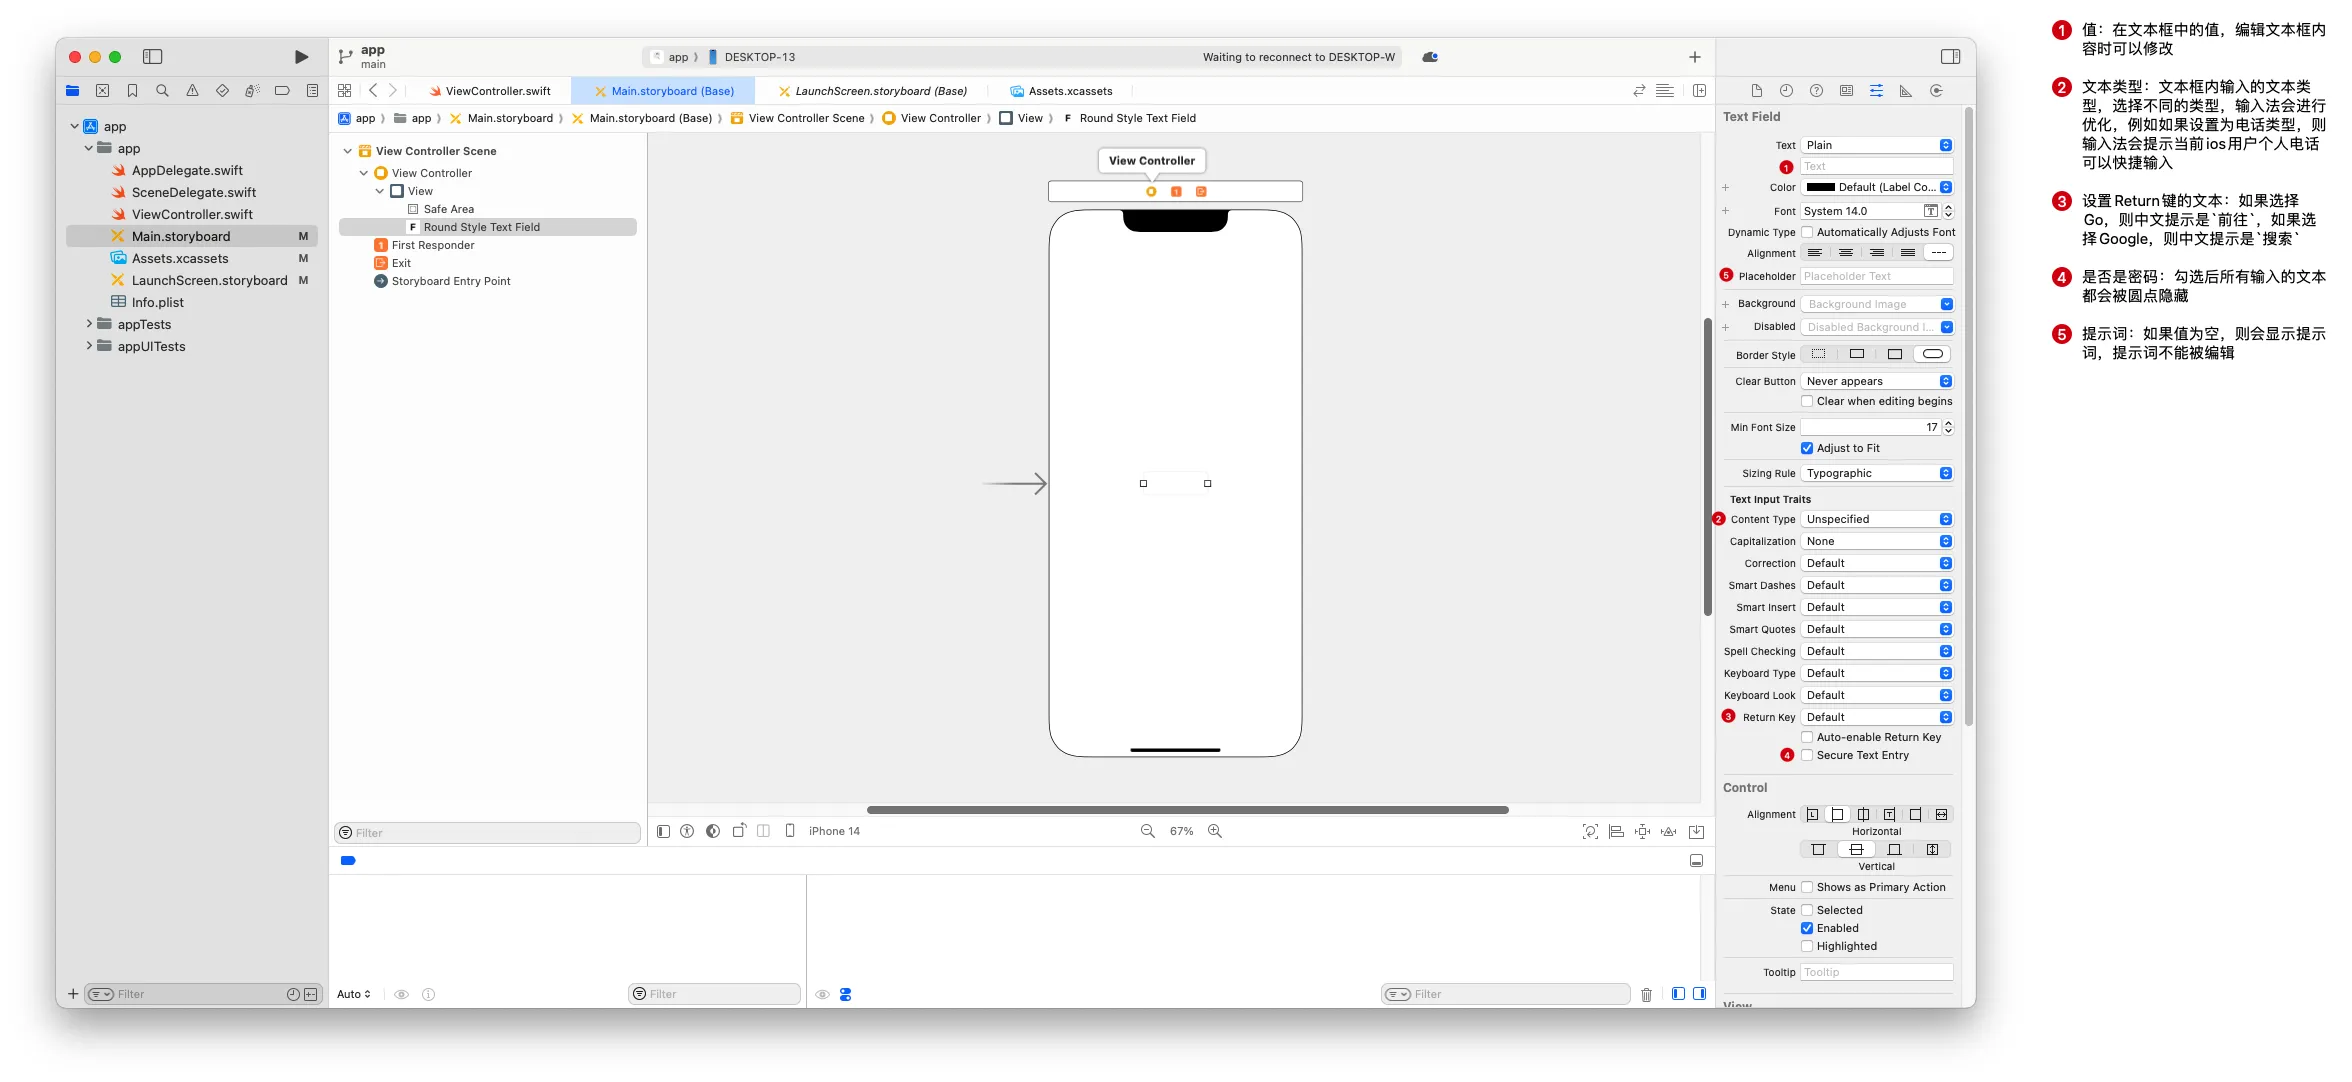 app
main
app 〉 DESKTOP-13
Waiting to reconnect to DESKTOP-W
ViewController.swift
Main.storyboard (Base)
LaunchScreen.storyboard (Base)
Assets.xcassets
app 〉 app 〉 Main.storyboard 〉 Main.storyboard (Base) 〉 View Controller Scene 〉 View Controller 〉 View 〉 F Round Style Text Field
app
app
AppDelegate.swift
SceneDelegate.swift
ViewController.swift
Main.storyboard M
Assets.xcassets M
LaunchScreen.storyboard M
Info.plist
appTests
appUITests
Filter
View Controller Scene
View Controller
View
Safe Area
F Round Style Text Field
1 First Responder
Exit
Storyboard Entry Point
Filter
View Controller
1
iPhone 14
67%
Auto
Filter
Filter
Text Field
Text Plain
1 Text
Color Default (Label Co...
Font System 14.0
Dynamic Type Automatically Adjusts Font
Alignment
5 Placeholder Placeholder Text
Background Background Image
Disabled Disabled Background I...
Border Style
Clear Button Never appears
Clear when editing begins
Min Font Size 17
Adjust to Fit
Sizing Rule Typographic
Text Input Traits
2 Content Type Unspecified
Capitalization None
Correction Default
Smart Dashes Default
Smart Insert Default
Smart Quotes Default
Spell Checking Default
Keyboard Type Default
Keyboard Look Default
3 Return Key Default
Auto-enable Return Key
4 Secure Text Entry
Control
Alignment
Horizontal
Vertical
Menu Shows as Primary Action
State Selected
Enabled
Highlighted
Tooltip Tooltip
View
1 值：在文本框中的值，编辑文本框内
容时可以修改
2 文本类型：文本框内输入的文本类
型，选择不同的类型，输入法会进行
优化，例如如果设置为电话类型，则
输入法会提示当前ios用户个人电话
可以快捷输入
3 设置Return键的文本：如果选择
Go，则中文提示是`前往`，如果选
择Google，则中文提示是`搜索`
4 是否是密码：勾选后所有输入的文本
都会被圆点隐藏
5 提示词：如果值为空，则会显示提示
词，提示词不能被编辑